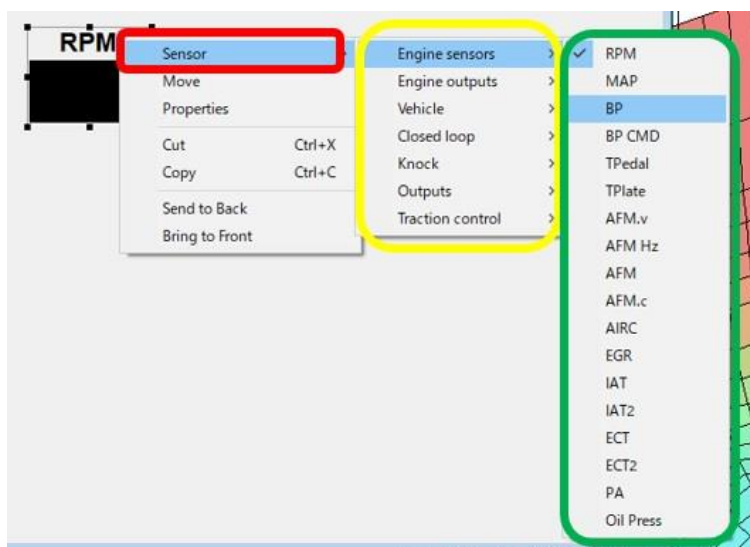 RPM
Sensor
Move
Properties
Cut Ctrl+X
Copy Ctrl+C
Send to Back
Bring to Front
Engine sensors
Engine outputs
Vehicle
Closed loop
Knock
Outputs
Traction control
RPM
MAP
BP
BP CMD
TPedal
TPlate
AFM.v
AFM Hz
AFM
AFM.c
AIRC
EGR
IAT
IAT2
ECT
ECT2
PA
Oil Press